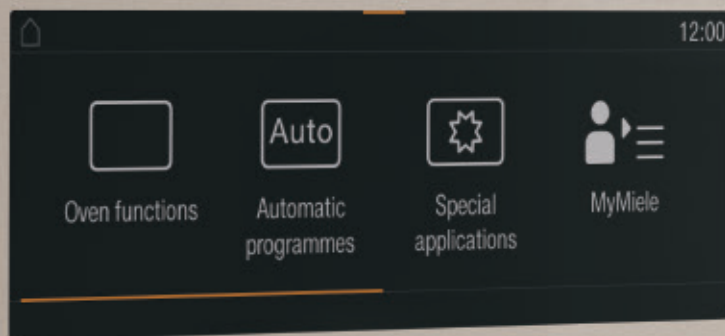 12:00
Auto
Oven functions
Automatic
programmes
Special
applications
MyMiele